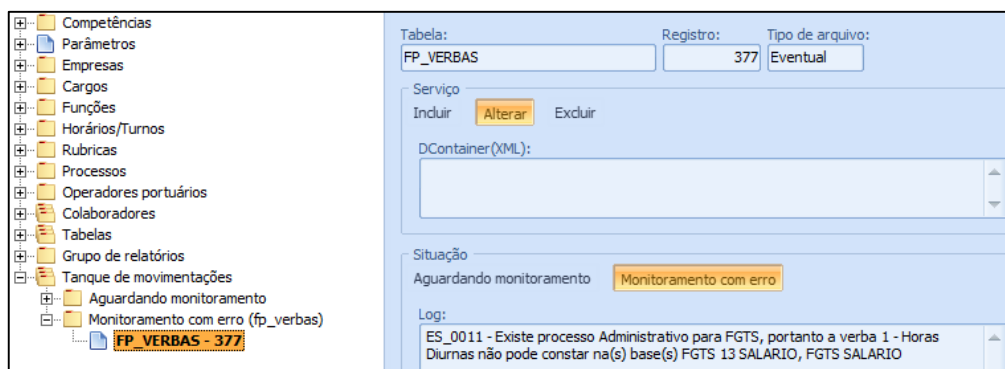 Competências
Parâmetros
Empresas
Cargos
Funções
Horários/Turnos
Rubricas
Processos
Operadores portuários
Colaboradores
Tabelas
Grupo de relatórios
Tanque de movimentações
Aguardando monitoramento
Monitoramento com erro (fp_verbas)
FP_VERBAS - 377
Tabela: Registro: Tipo de arquivo:
FP_VERBAS 377 Eventual
Serviço
Incluir Alterar Excluir
DContainer(XML):
Situação
Aguardando monitoramento Monitoramento com erro
Log:
ES_0011 - Existe processo Administrativo para FGTS, portanto a verba 1 - Horas
Diurnas não pode constar na(s) base(s) FGTS 13 SALARIO, FGTS SALARIO